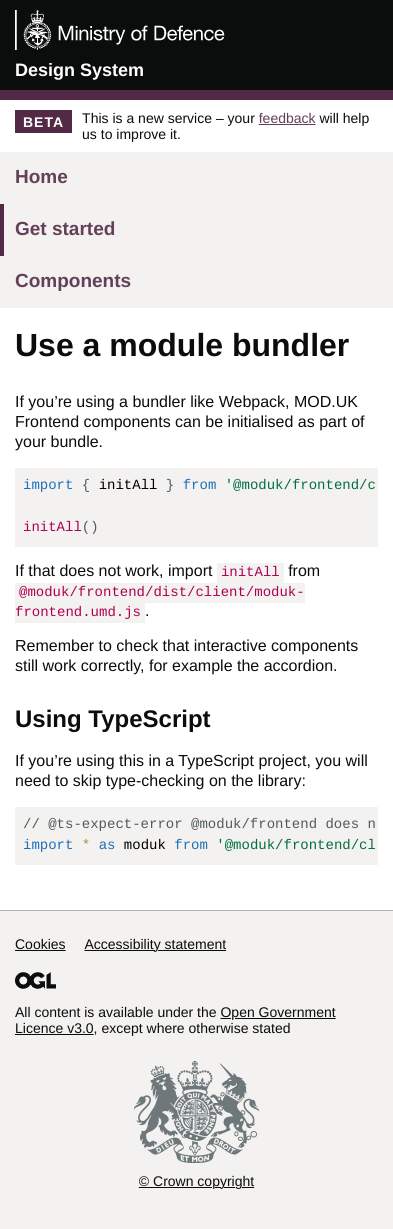 Ministry of Defence
Design System
BETA
This is a new service – your feedback will help
us to improve it.
Home
Get started
Components
Use a module bundler
If you’re using a bundler like Webpack, MOD.UK
Frontend components can be initialised as part of
your bundle.
import { initAll } from '@moduk/frontend/c
initAll()
If that does not work, import initAll from
@moduk/frontend/dist/client/moduk-
frontend.umd.js.
Remember to check that interactive components
still work correctly, for example the accordion.
Using TypeScript
If you’re using this in a TypeScript project, you will
need to skip type-checking on the library:
// @ts-expect-error @moduk/frontend does n
import * as moduk from '@moduk/frontend/cl
Cookies Accessibility statement
OGL
All content is available under the Open Government
Licence v3.0, except where otherwise stated
DIEU ET MON DROIT
© Crown copyright